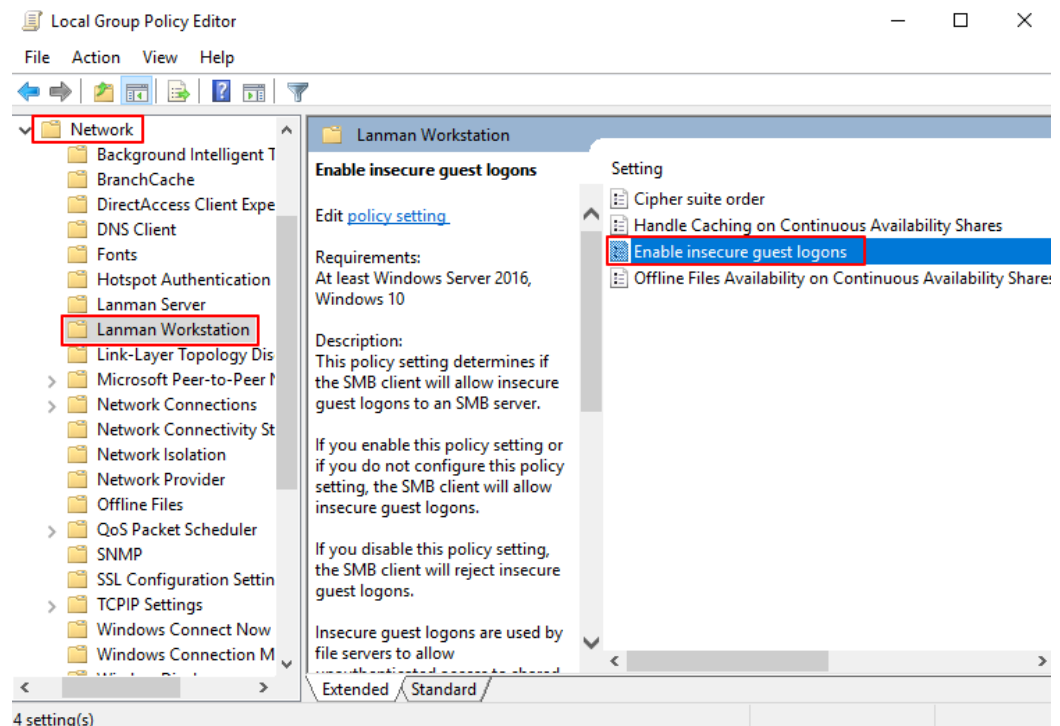 Local Group Policy Editor
File Action View Help
Network
Background Intelligent T
BranchCache
DirectAccess Client Expe
DNS Client
Fonts
Hotspot Authentication
Lanman Server
Lanman Workstation
Link-Layer Topology Dis
Microsoft Peer-to-Peer N
Network Connections
Network Connectivity St
Network Isolation
Network Provider
Offline Files
QoS Packet Scheduler
SNMP
SSL Configuration Settin
TCPIP Settings
Windows Connect Now
Windows Connection M
Lanman Workstation
Enable insecure guest logons
Edit policy setting
Requirements:
At least Windows Server 2016,
Windows 10
Description:
This policy setting determines if
the SMB client will allow insecure
guest logons to an SMB server.
If you enable this policy setting or
if you do not configure this policy
setting, the SMB client will allow
insecure guest logons.
If you disable this policy setting,
the SMB client will reject insecure
guest logons.
Insecure guest logons are used by
file servers to allow
unauthenticated access to shared
Setting
Cipher suite order
Handle Caching on Continuous Availability Shares
Enable insecure guest logons
Offline Files Availability on Continuous Availability Shares
Extended Standard
4 setting(s)